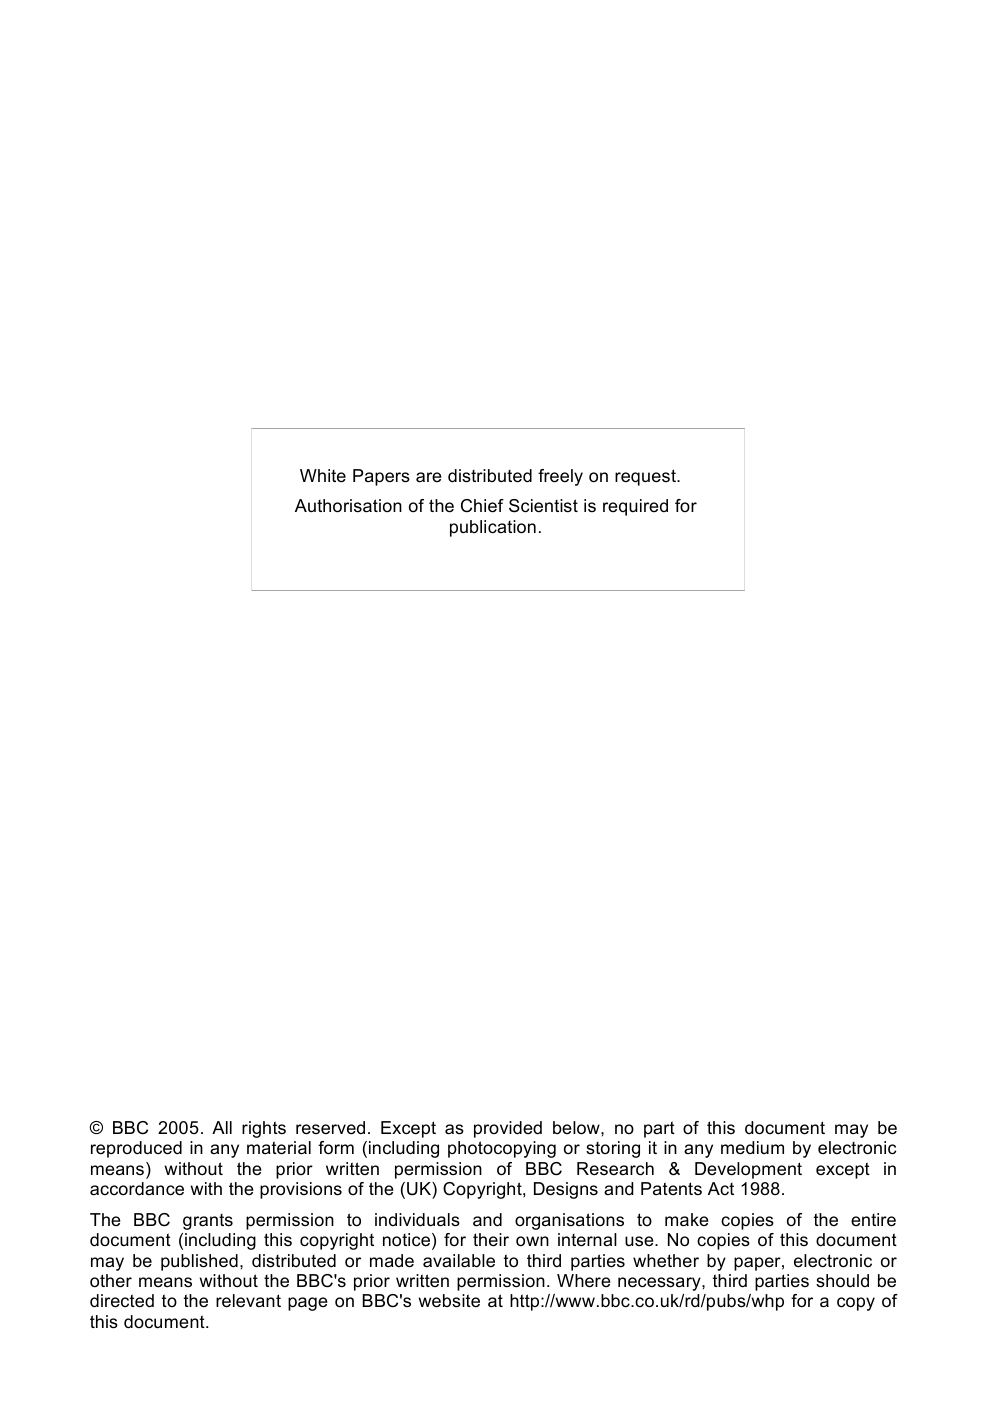 White Papers are distributed freely on request.
Authorisation of the Chief Scientist is required for
publication.
© BBC 2005. All rights reserved. Except as provided below, no part of this document may be
reproduced in any material form (including photocopying or storing it in any medium by electronic
means) without the prior written permission of BBC Research & Development except in
accordance with the provisions of the (UK) Copyright, Designs and Patents Act 1988.
The BBC grants permission to individuals and organisations to make copies of the entire
document (including this copyright notice) for their own internal use. No copies of this document
may be published, distributed or made available to third parties whether by paper, electronic or
other means without the BBC's prior written permission. Where necessary, third parties should be
directed to the relevant page on BBC's website at http://www.bbc.co.uk/rd/pubs/whp for a copy of
this document.